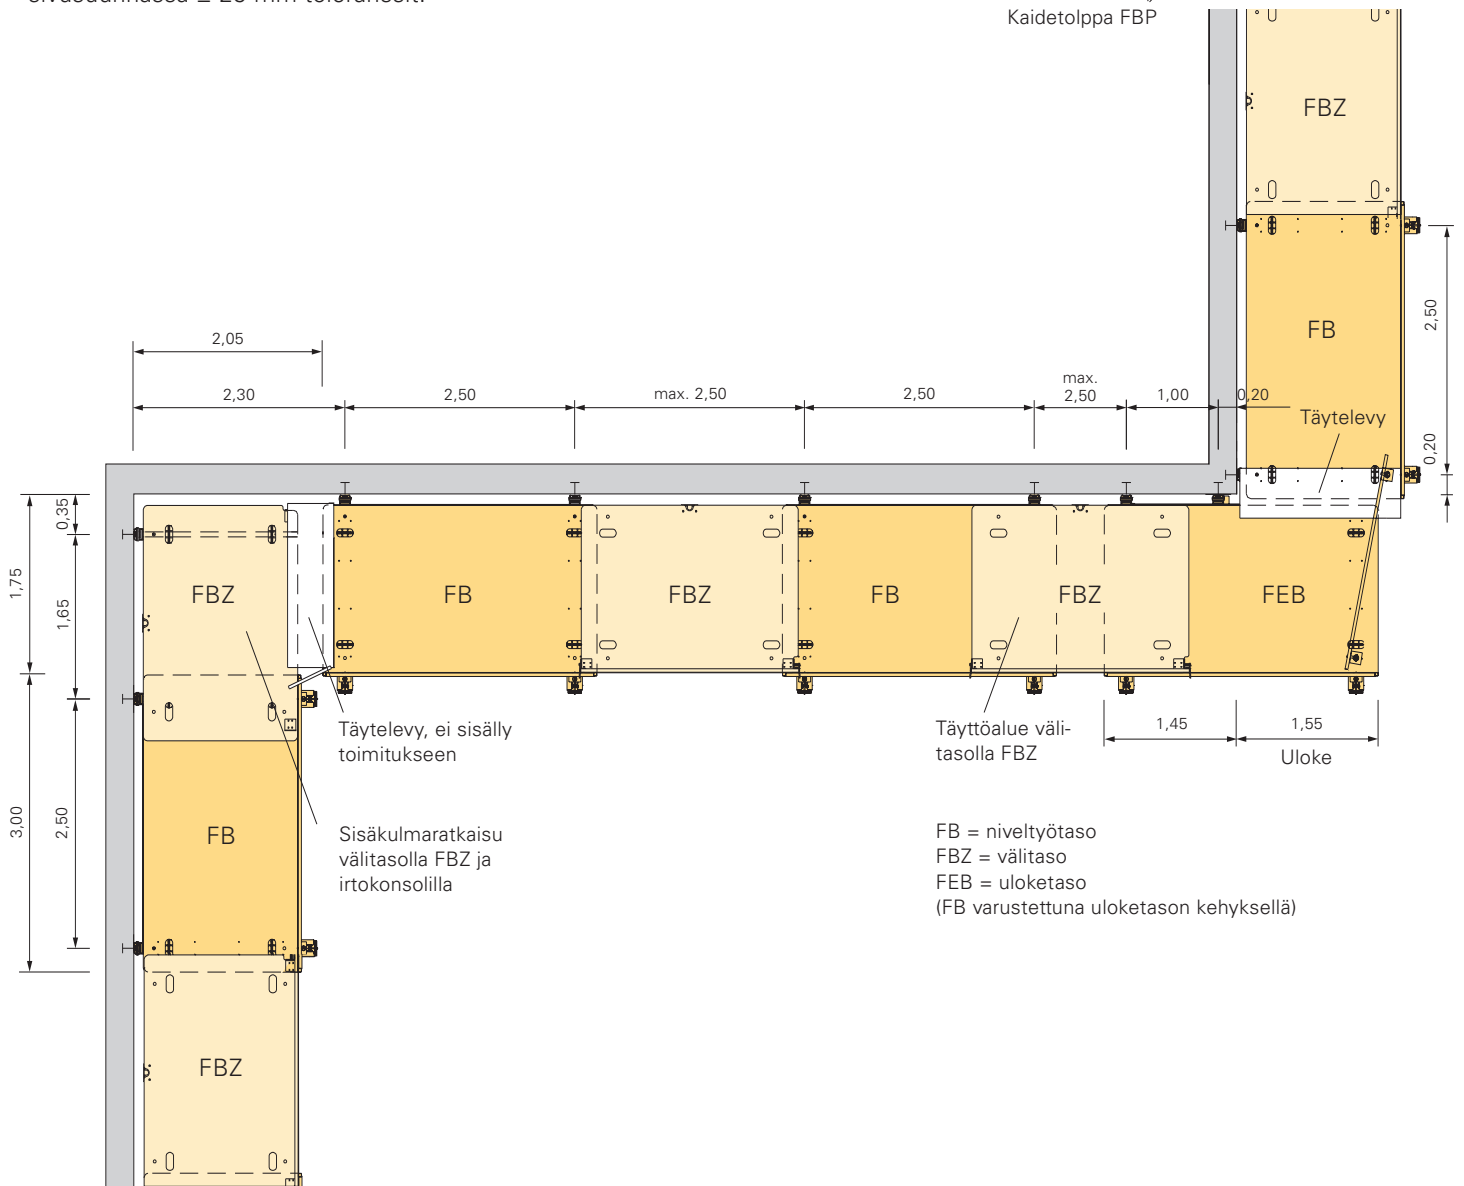 Kaidetolppa FBP
FBZ
FB
2,50
0,20
Täytelevy
2,05
2,30
2,50
max. 2,50
2,50
max.
2,50
1,00
0,20
0,35
1,75
1,65
3,00
2,50
FBZ
FB
FBZ
FB
FBZ
FEB
1,45
1,55
Uloke
Täytelevy, ei sisälly
toimitukseen
Täyttöalue väli-
tasolla FBZ
FB
Sisäkulmaratkaisu
välitasolla FBZ ja
irtokonsolilla
FB = niveltyötaso
FBZ = välitaso
FEB = uloketaso
(FB varustettuna uloketason kehyksellä)
FBZ